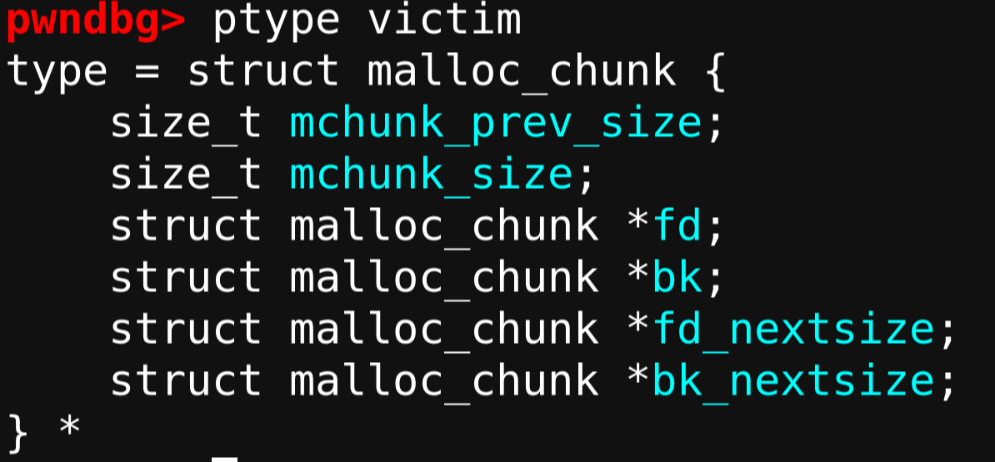 pwndbg> ptype victim
type = struct malloc_chunk {
    size_t mchunk_prev_size;
    size_t mchunk_size;
    struct malloc_chunk *fd;
    struct malloc_chunk *bk;
    struct malloc_chunk *fd_nextsize;
    struct malloc_chunk *bk_nextsize;
} *